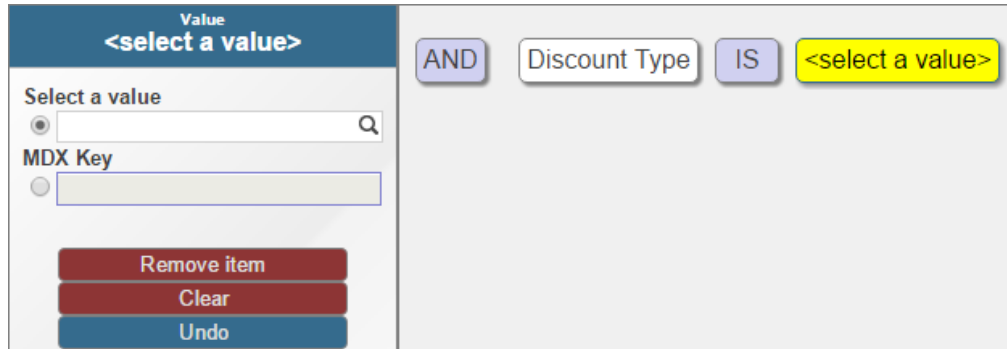 Value
<select a value>
Select a value
MDX Key
Remove item
Clear
Undo
AND Discount Type IS <select a value>